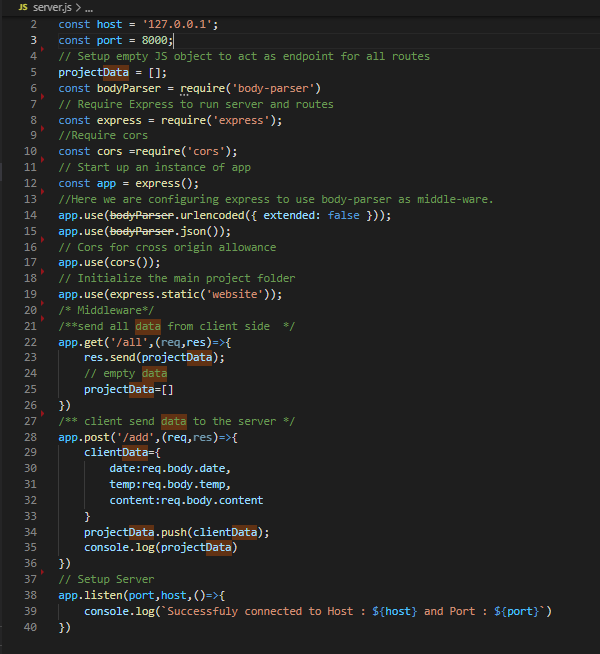 JS server.js > ...
2 const host = '127.0.0.1';
3 const port = 8000;
4 // Setup empty JS object to act as endpoint for all routes
5 projectData = [];
6 const bodyParser = require('body-parser')
7 // Require Express to run server and routes
8 const express = require('express');
9 //Require cors
10 const cors =require('cors');
11 // Start up an instance of app
12 const app = express();
13 //Here we are configuring express to use body-parser as middle-ware.
14 app.use(bodyParser.urlencoded({ extended: false }));
15 app.use(bodyParser.json());
16 // Cors for cross origin allowance
17 app.use(cors());
18 // Initialize the main project folder
19 app.use(express.static('website'));
20 /* Middleware*/
21 /**send all data from client side  */
22 app.get('/all',(req,res)=>{
23     res.send(projectData);
24     // empty data
25     projectData=[]
26 })
27 /** client send data to the server */
28 app.post('/add',(req,res)=>{
29     clientData={
30         date:req.body.date,
31         temp:req.body.temp,
32         content:req.body.content
33     }
34     projectData.push(clientData);
35     console.log(projectData)
36 })
37 // Setup Server
38 app.listen(port,host,()=>{
39     console.log(`Successfuly connected to Host : ${host} and Port : ${port}`)
40 })